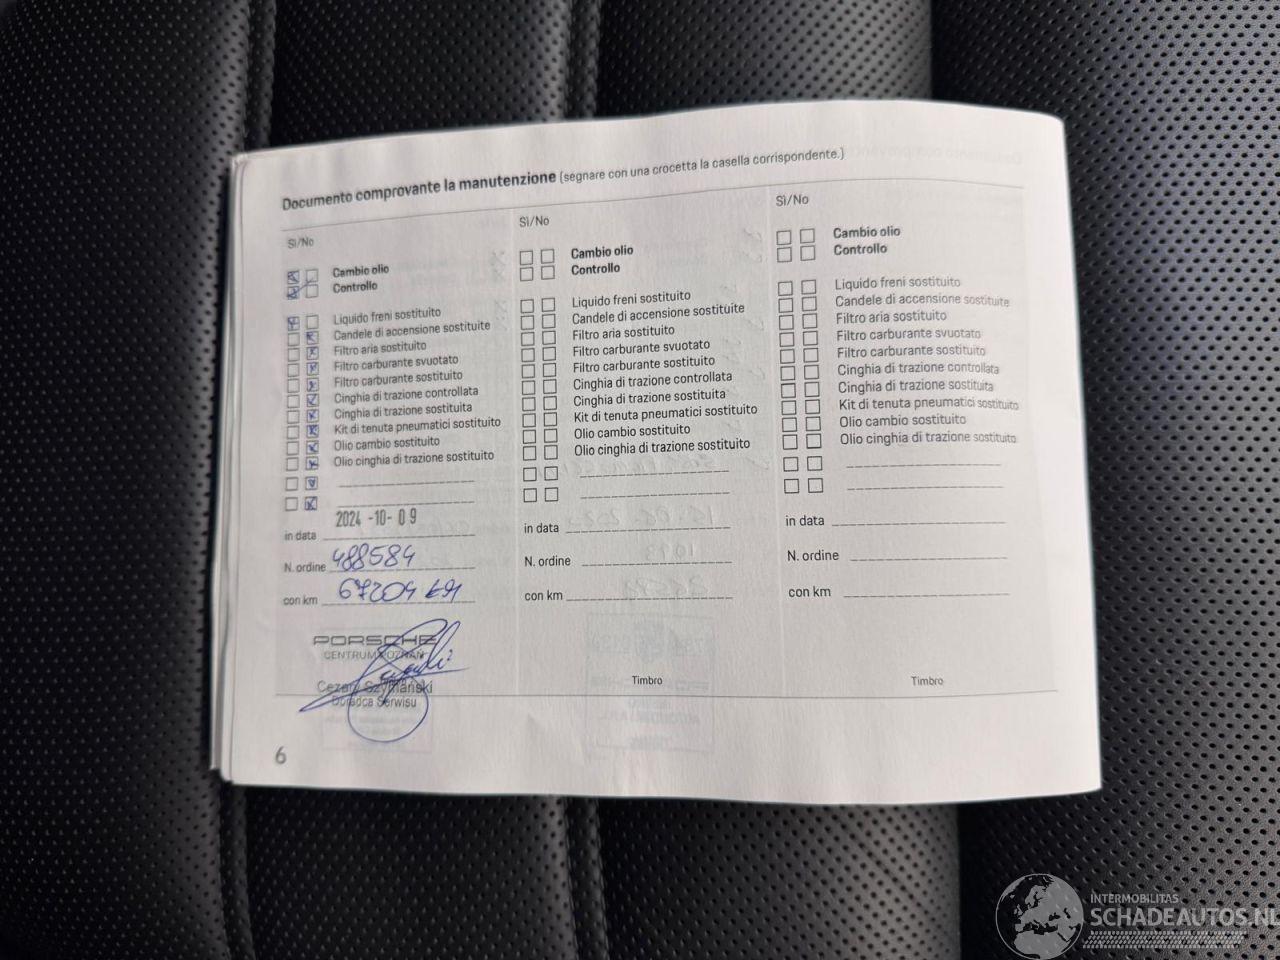 Documento comprovante la manutenzione (segnare con una crocetta la casella corrispondente.)
Sì/No
Cambio olio
Controllo
Liquido freni sostituito
Candele di accensione sostituite
Filtro aria sostituito
Filtro carburante svuotato
Filtro carburante sostituito
Cinghia di trazione controllata
Cinghia di trazione sostituita
Kit di tenuta pneumatici sostituito
Olio cambio sostituito
Olio cinghia di trazione sostituito
in data 2024-10-09
N. ordine 488584
con km 67204 km
PORSCHE
CENTRUM POZNAŃ
Cezary Szymański
Doradca Serwisu
6
Sì/No
Cambio olio
Controllo
Liquido freni sostituito
Candele di accensione sostituite
Filtro aria sostituito
Filtro carburante svuotato
Filtro carburante sostituito
Cinghia di trazione controllata
Cinghia di trazione sostituita
Kit di tenuta pneumatici sostituito
Olio cambio sostituito
Olio cinghia di trazione sostituito
in data
N. ordine
con km
Timbro
Sì/No
Cambio olio
Controllo
Liquido freni sostituito
Candele di accensione sostituite
Filtro aria sostituito
Filtro carburante svuotato
Filtro carburante sostituito
Cinghia di trazione controllata
Cinghia di trazione sostituita
Kit di tenuta pneumatici sostituito
Olio cambio sostituito
Olio cinghia di trazione sostituito
in data
N. ordine
con km
Timbro
INTERMOBILITAS
SCHADEAUTOS.NL